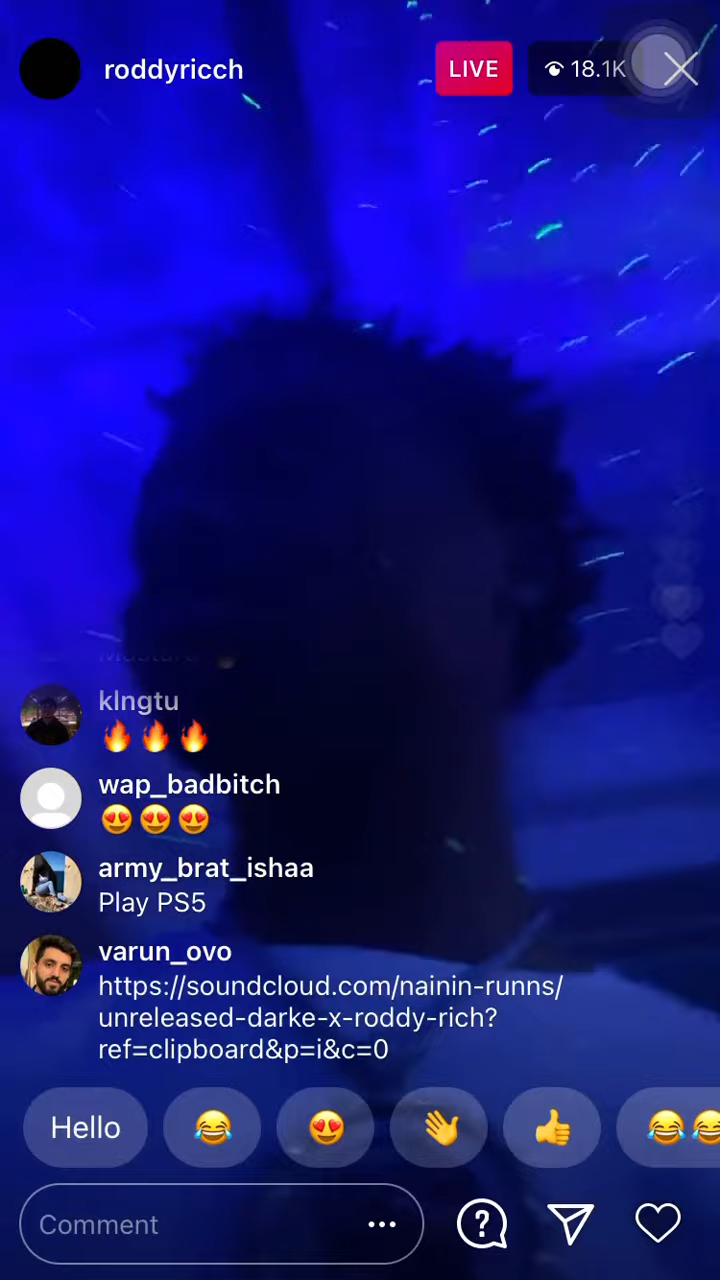 roddyricch LIVE 18.1K
klngtu
🔥🔥🔥
wap_badbitch
😍😍😍
army_brat_ishaa
Play PS5
varun_ovo
https://soundcloud.com/nainin-runns/
unreleased-darke-x-roddy-rich?
ref=clipboard&p=i&c=0
Hello 😂 😍 👋 👍 😂😂
Comment